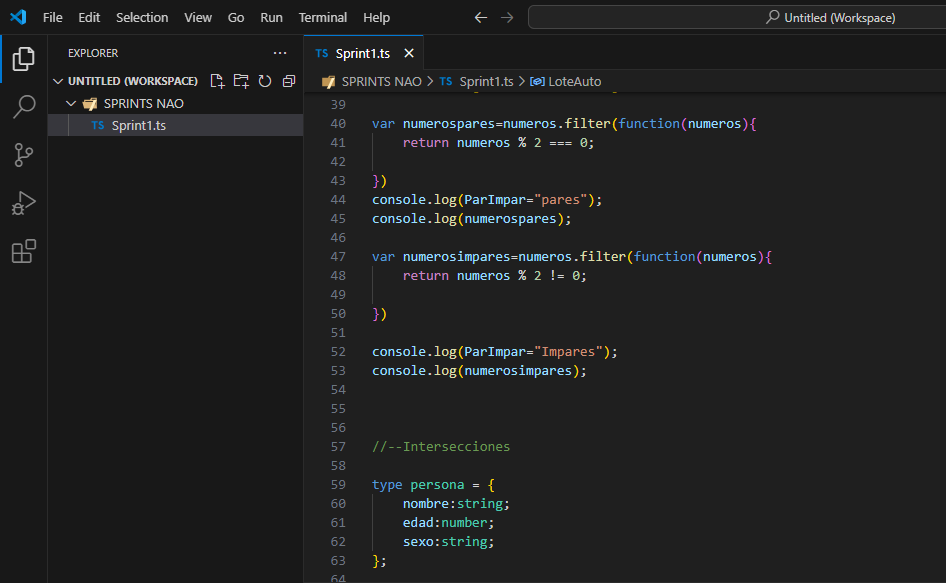 File Edit Selection View Go Run Terminal Help Untitled (Workspace)
EXPLORER
UNTITLED (WORKSPACE)
SPRINTS NAO
TS Sprint1.ts
TS Sprint1.ts
SPRINTS NAO > TS Sprint1.ts > LoteAuto
39
40 var numerospares=numeros.filter(function(numeros){
41 return numeros % 2 === 0;
42
43 })
44 console.log(ParImpar="pares");
45 console.log(numerospares);
46
47 var numerosimpares=numeros.filter(function(numeros){
48 return numeros % 2 != 0;
49
50 })
51
52 console.log(ParImpar="Impares");
53 console.log(numerosimpares);
54
55
56
57 //--Intersecciones
58
59 type persona = {
60 nombre:string;
61 edad:number;
62 sexo:string;
63 };
64